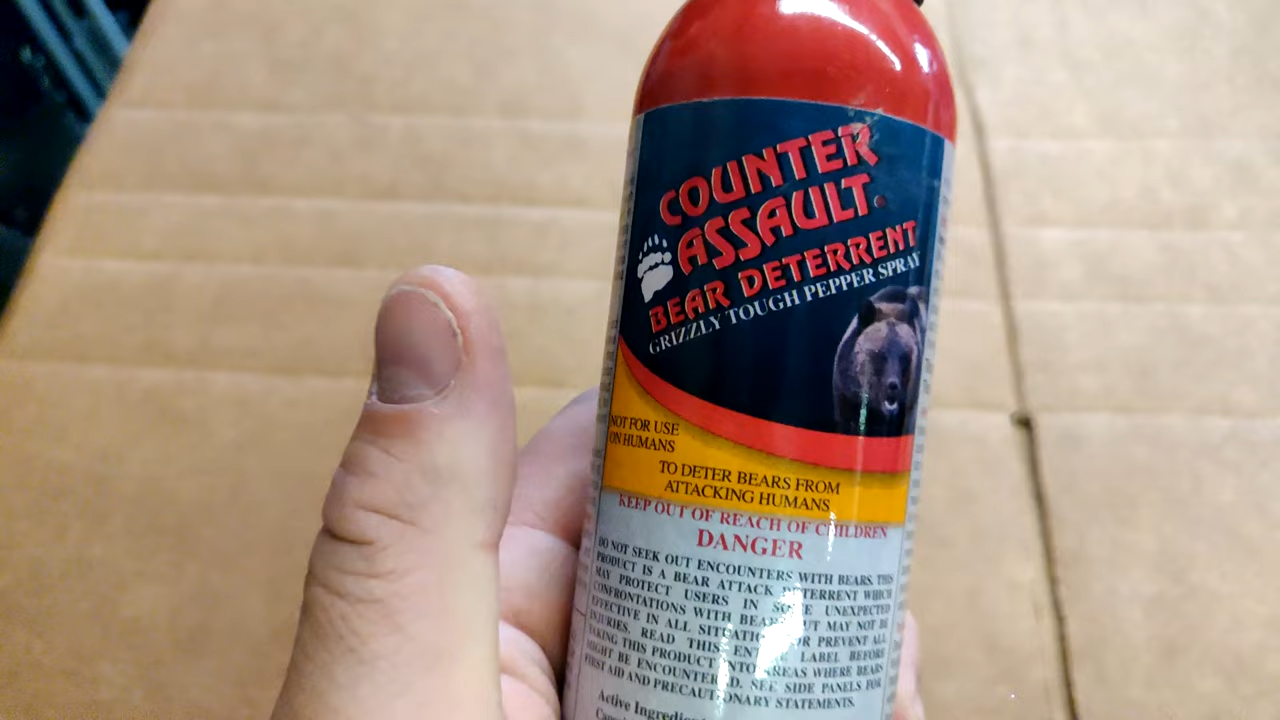 COUNTER
ASSAULT
BEAR DETERRENT
GRIZZLY TOUGH PEPPER SPRAY
NOT FOR USE
ON HUMANS
TO DETER BEARS FROM
ATTACKING HUMANS
KEEP OUT OF REACH OF CHILDREN
DANGER
DO NOT SEEK OUT ENCOUNTERS WITH BEARS. THIS
PRODUCT IS A BEAR ATTACK DETERRENT WHICH
MAY PROTECT USERS IN SOME UNEXPECTED
CONFRONTATIONS WITH BEARS BUT MAY NOT BE
EFFECTIVE IN ALL SITUATIONS OR PREVENT ALL
INJURIES. READ THIS ENTIRE LABEL BEFORE
TAKING THIS PRODUCT INTO AREAS WHERE BEARS
MIGHT BE ENCOUNTERED. SEE SIDE PANELS FOR
FIRST AID AND PRECAUTIONARY STATEMENTS.
Active